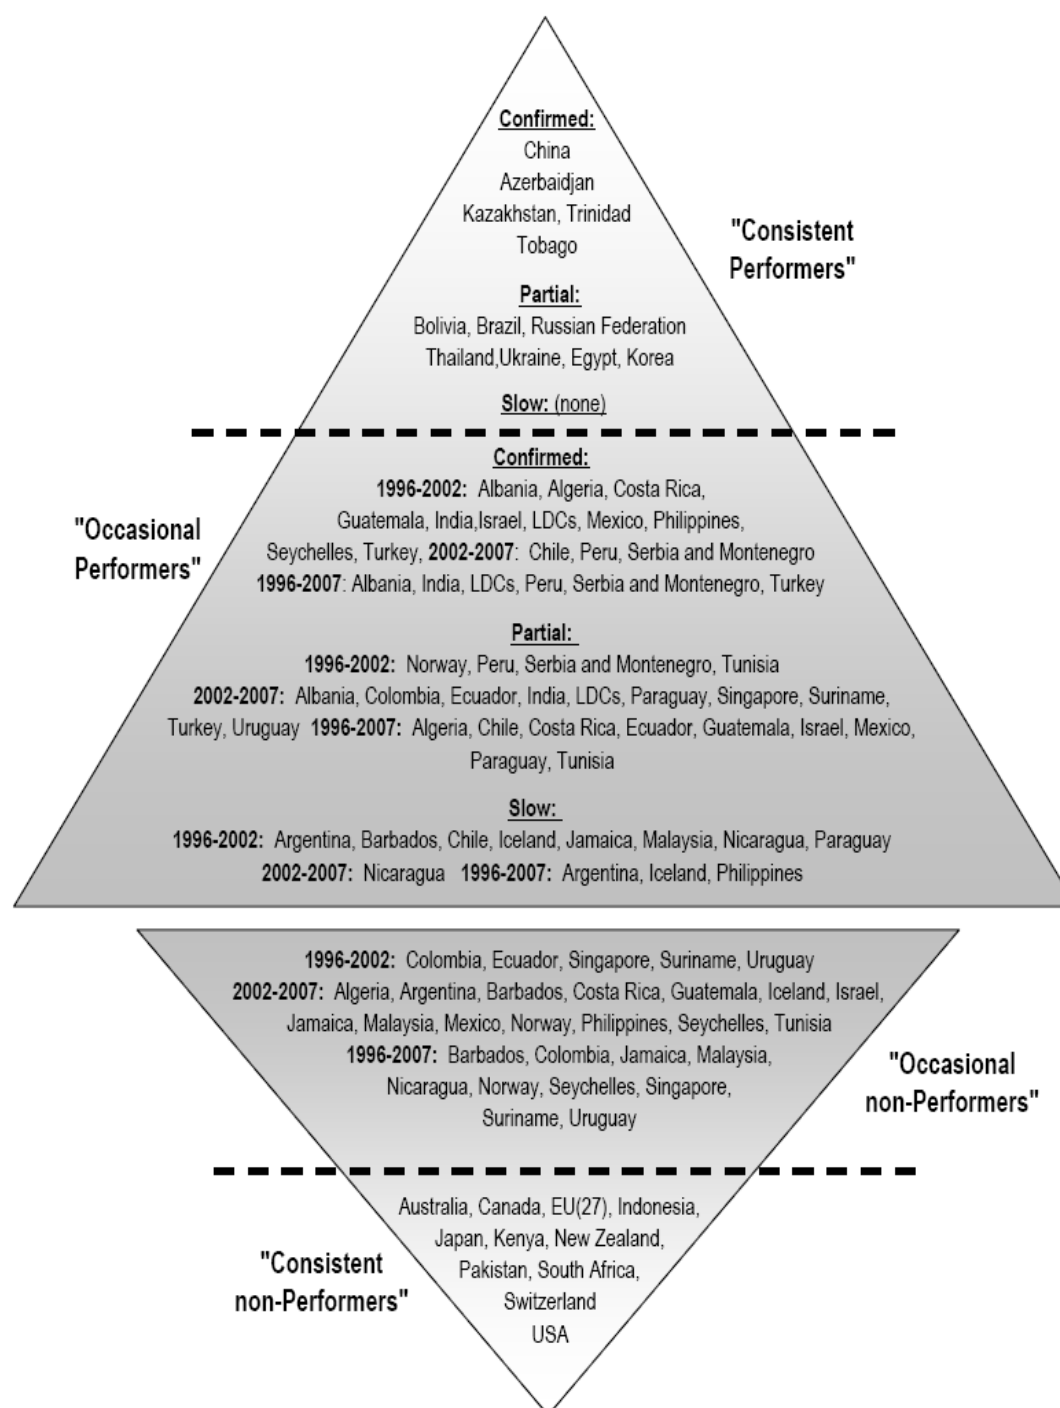 Confirmed:
China
Azerbaidjan
Kazakhstan, Trinidad
Tobago
"Consistent
Performers"
Partial:
Bolivia, Brazil, Russian Federation
Thailand,Ukraine, Egypt, Korea
Slow: (none)
Confirmed:
1996-2002: Albania, Algeria, Costa Rica,
Guatemala, India,Israel, LDCs, Mexico, Philippines,
Seychelles, Turkey, 2002-2007: Chile, Peru, Serbia and Montenegro
1996-2007: Albania, India, LDCs, Peru, Serbia and Montenegro, Turkey
"Occasional
Performers"
Partial:
1996-2002: Norway, Peru, Serbia and Montenegro, Tunisia
2002-2007: Albania, Colombia, Ecuador, India, LDCs, Paraguay, Singapore, Suriname,
Turkey, Uruguay 1996-2007: Algeria, Chile, Costa Rica, Ecuador, Guatemala, Israel, Mexico,
Paraguay, Tunisia
Slow:
1996-2002: Argentina, Barbados, Chile, Iceland, Jamaica, Malaysia, Nicaragua, Paraguay
2002-2007: Nicaragua 1996-2007: Argentina, Iceland, Philippines
1996-2002: Colombia, Ecuador, Singapore, Suriname, Uruguay
2002-2007: Algeria, Argentina, Barbados, Costa Rica, Guatemala, Iceland, Israel,
Jamaica, Malaysia, Mexico, Norway, Philippines, Seychelles, Tunisia
1996-2007: Barbados, Colombia, Jamaica, Malaysia,
Nicaragua, Norway, Seychelles, Singapore,
Suriname, Uruguay
"Occasional
non-Performers"
Australia, Canada, EU(27), Indonesia,
Japan, Kenya, New Zealand,
Pakistan, South Africa,
Switzerland
USA
"Consistent
non-Performers"